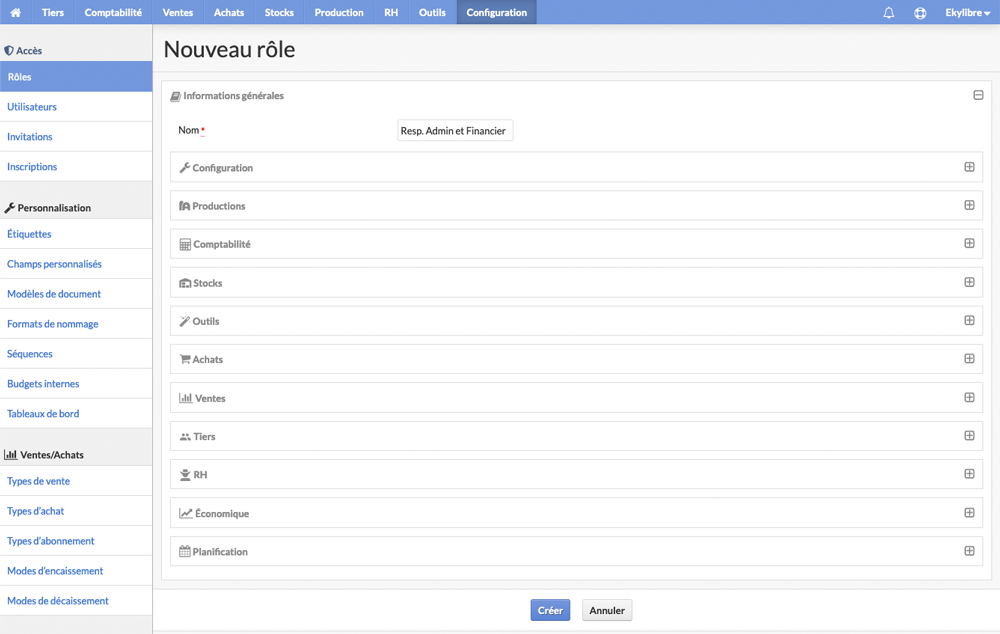 Tiers Comptabilité Ventes Achats Stocks Production RH Outils Configuration Ekylibre
Accès
Rôles
Utilisateurs
Invitations
Inscriptions
Personnalisation
Étiquettes
Champs personnalisés
Modèles de document
Formats de nommage
Séquences
Budgets internes
Tableaux de bord
Ventes/Achats
Types de vente
Types d'achat
Types d'abonnement
Modes d'encaissement
Modes de décaissement
Nouveau rôle
Informations générales
Nom* Resp. Admin et Financier
Configuration
Productions
Comptabilité
Stocks
Outils
Achats
Ventes
Tiers
RH
Économique
Planification
Créer Annuler